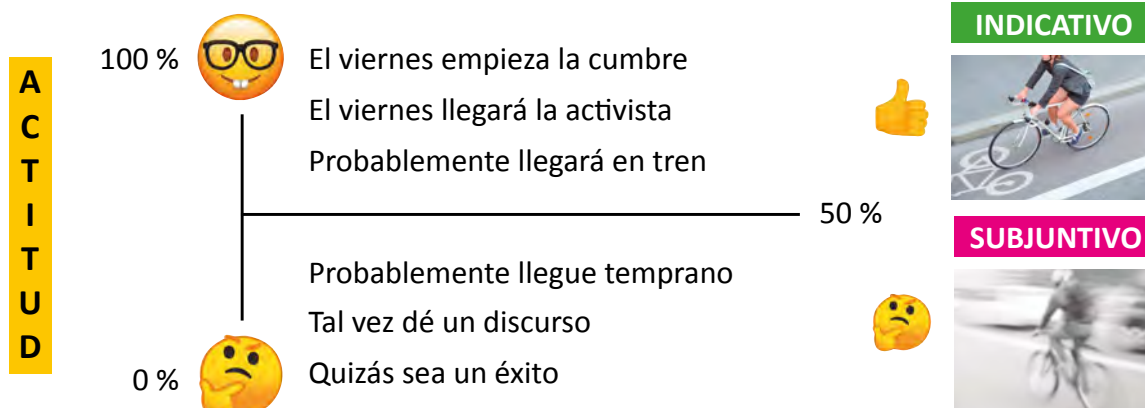 ACTITUD
100 %
El viernes empieza la cumbre
El viernes llegará la activista
Probablemente llegará en tren
50 %
Probablemente llegue temprano
Tal vez dé un discurso
Quizás sea un éxito
0 %
INDICATIVO
SUBJUNTIVO